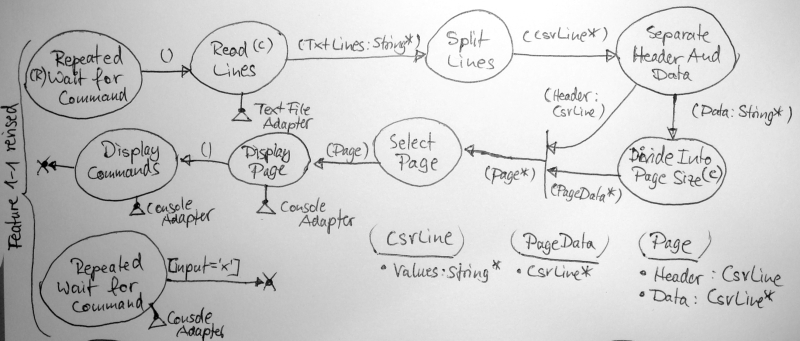 Feature 1-1 revised
Repeated
(R) Wait for
Command
()
Read (C)
Lines
Text File
Adapter
(TxtLines: String*)
Split
Lines
(CsvLine*)
Separate
Header And
Data
(Header:
CsvLine)
(Data: String*)
Divide Into
Page Size (C)
(PageData*)
(Page*)
Select
Page
(Page)
Display
Page
Console
Adapter
()
Display
Commands
Console
Adapter
Repeated
Wait for
Command
Console
Adapter
[Input='x']
(CsvLine)
• Values: String*
(PageData)
• CsvLine*
(Page)
• Header: CsvLine
• Data: CsvLine*